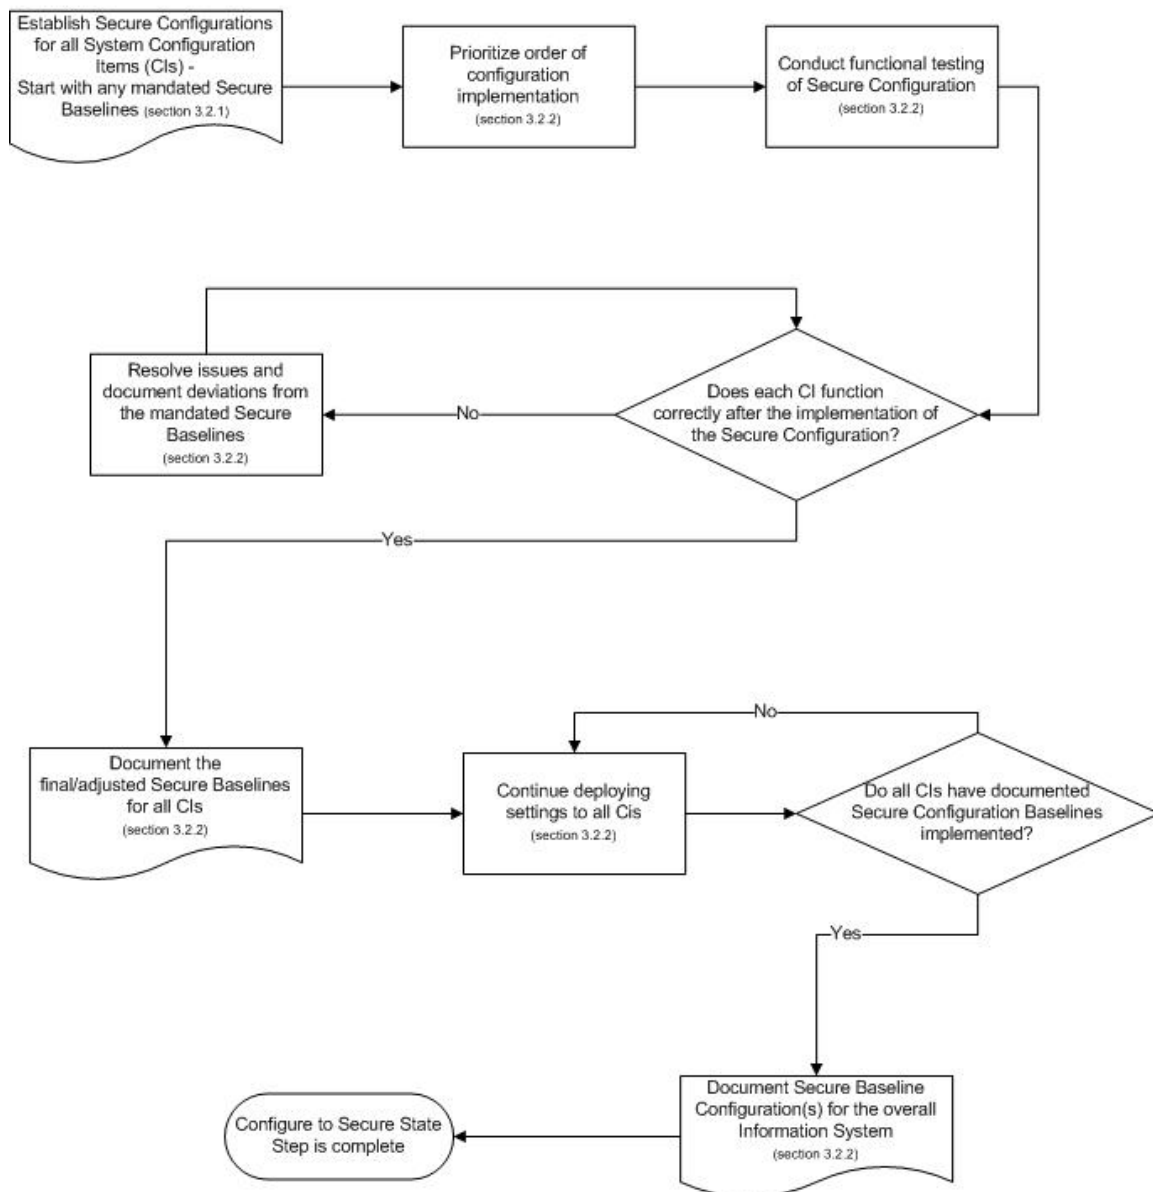 Establish Secure Configurations
for all System Configuration
Items (CIs) -
Start with any mandated Secure
Baselines (section 3.2.1)
Prioritize order of
configuration
implementation
(section 3.2.2)
Conduct functional testing
of Secure Configuration
(section 3.2.2)
Resolve issues and
document deviations from
the mandated Secure
Baselines
(section 3.2.2)
No
Does each CI function
correctly after the implementation of
the Secure Configuration?
Yes
Document the
final/adjusted Secure Baselines
for all CIs
(section 3.2.2)
Continue deploying
settings to all Cis
(section 3.2.2)
No
Do all CIs have documented
Secure Configuration Baselines
implemented?
Yes
Document Secure Baseline
Configuration(s) for the overall
Information System
(section 3.2.2)
Configure to Secure State
Step is complete